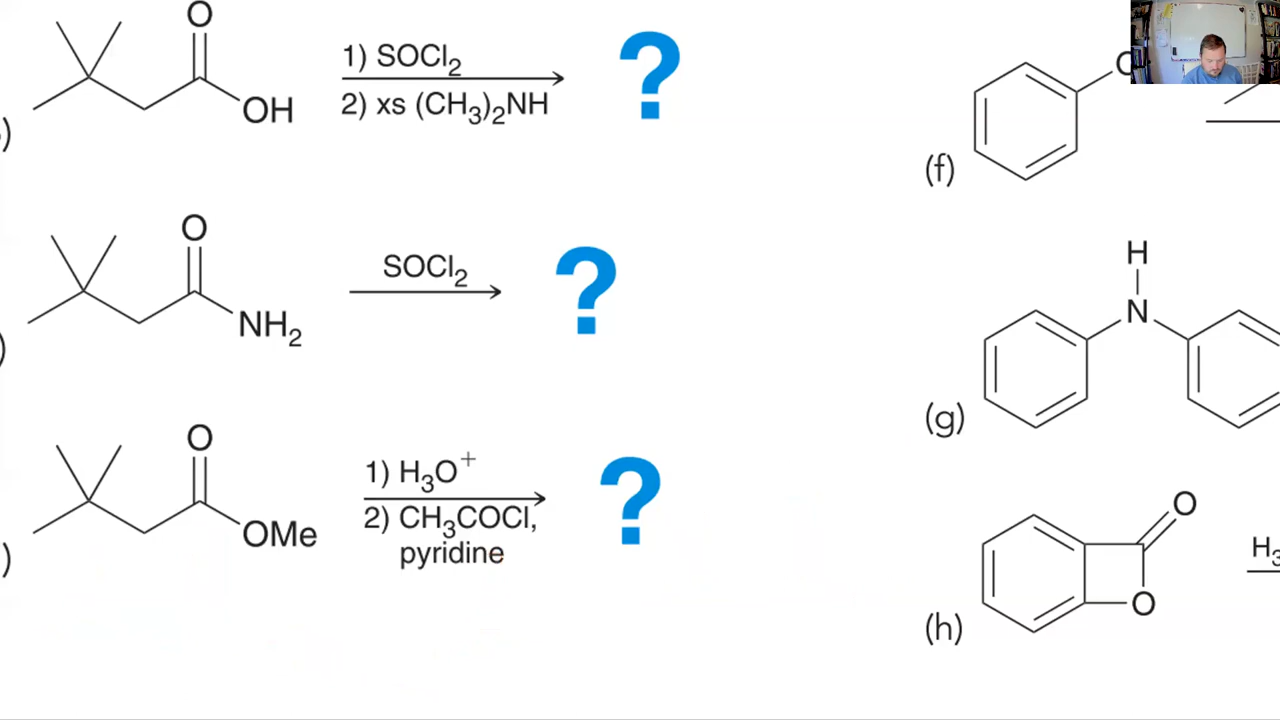 O
OH
1) SOCl2
2) xs (CH3)2NH
?
)
O
NH2
SOCl2
?
)
O
OMe
1) H3O+
2) CH3COCl,
pyridine
?
)
(f)
H
N
(g)
O
O
H3
(h)